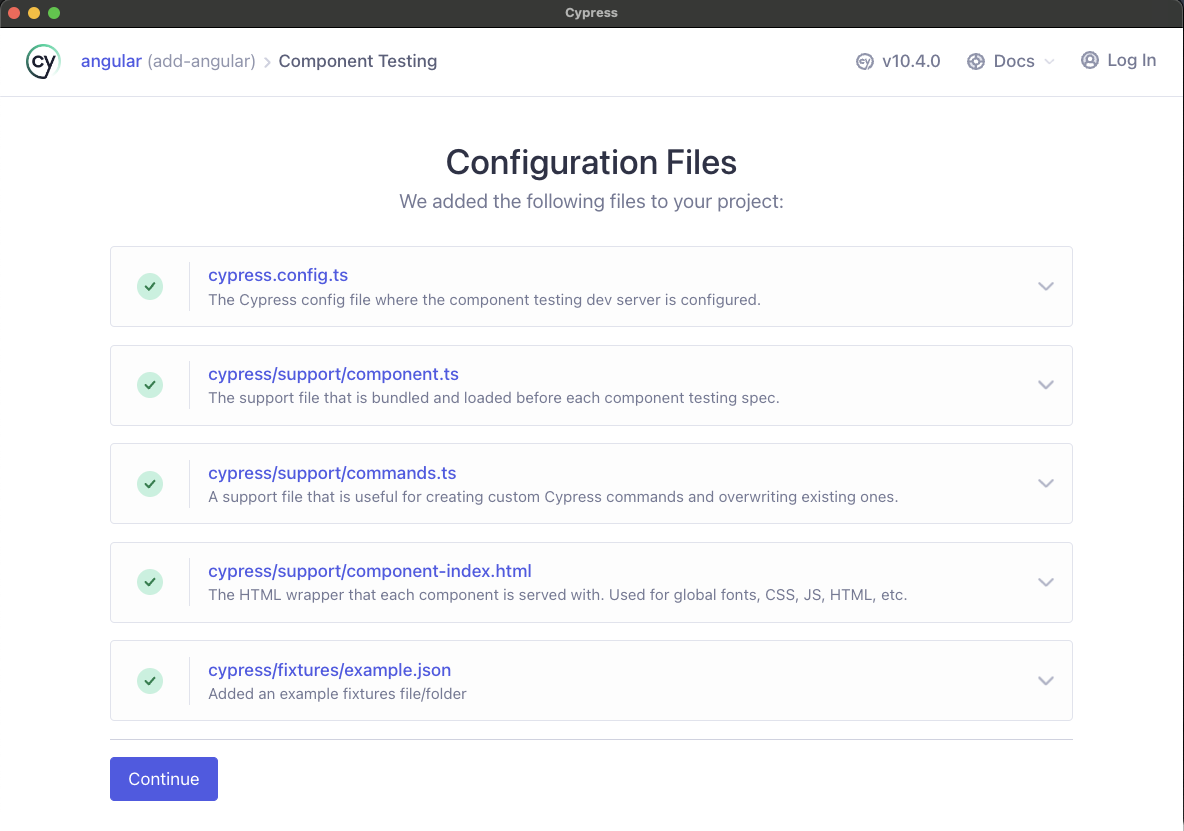 Cypress
cy angular (add-angular) > Component Testing cy v10.4.0 Docs Log In
Configuration Files
We added the following files to your project:
cypress.config.ts
The Cypress config file where the component testing dev server is configured.
cypress/support/component.ts
The support file that is bundled and loaded before each component testing spec.
cypress/support/commands.ts
A support file that is useful for creating custom Cypress commands and overwriting existing ones.
cypress/support/component-index.html
The HTML wrapper that each component is served with. Used for global fonts, CSS, JS, HTML, etc.
cypress/fixtures/example.json
Added an example fixtures file/folder
Continue